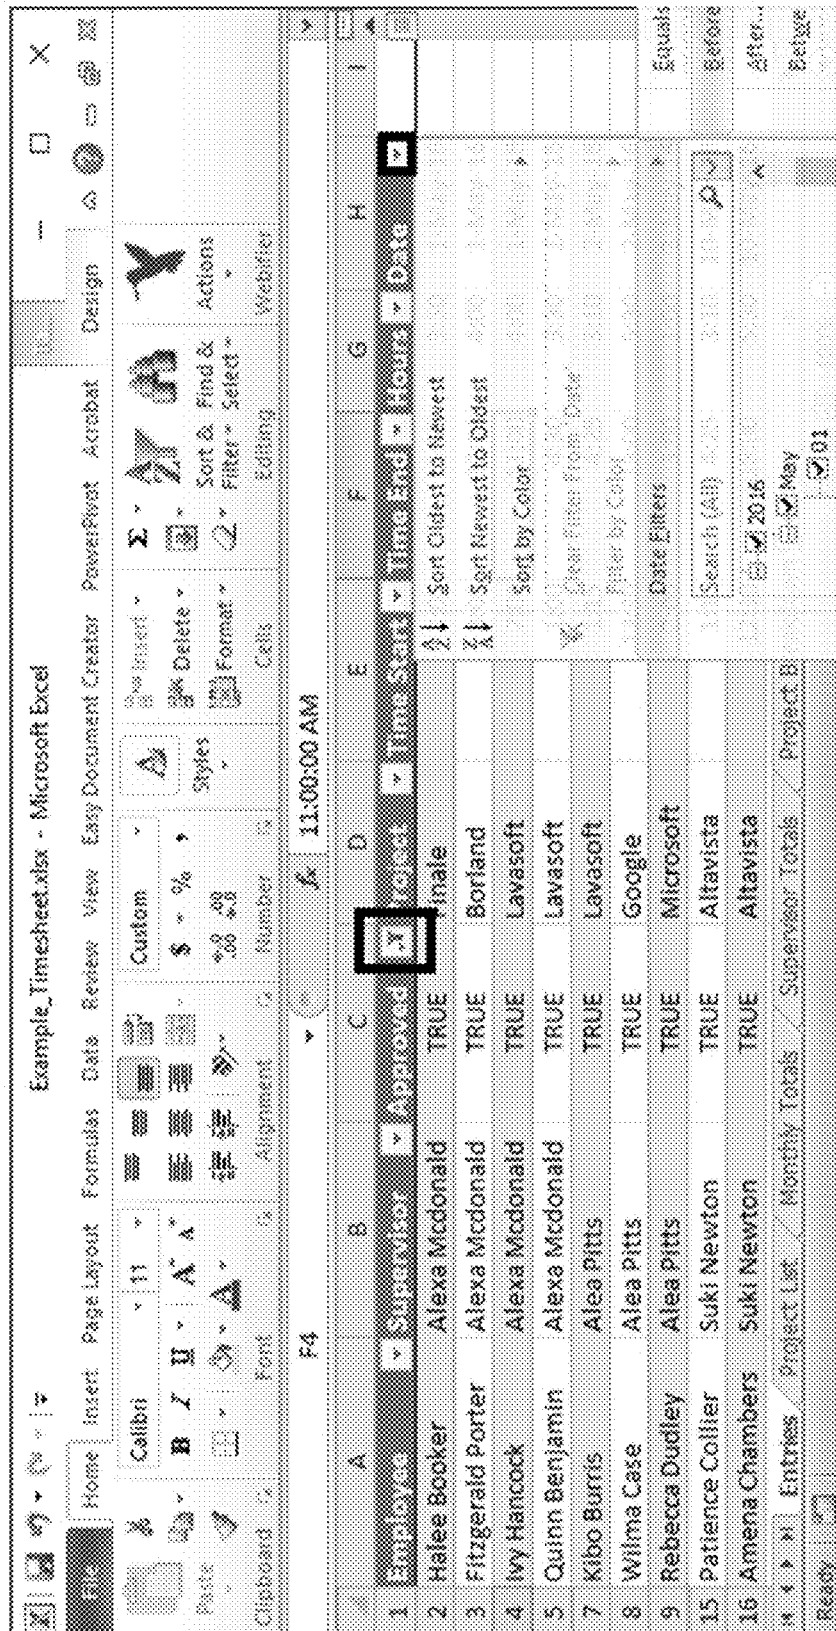 Example_Timesheet.xlsx - Microsoft Excel
File Home Insert Page Layout Formulas Data Review View Easy Document Creator PowerPivot Acrobat Design
Calibri 11 Custom
Paste B I U A A A $ % , Styles Insert Delete Format Σ Sort & Filter Find & Select Actions
Clipboard Font Alignment Number Cells Editing Webifier
F4 fx 11:00:00 AM
A B C D E F G H I
1 Employee Supervisor Approved Project Time Start Time End Hours Date
2 Halee Booker Alexa Mcdonald TRUE inale
3 Fitzgerald Porter Alexa Mcdonald TRUE Borland
4 Ivy Hancock Alexa Mcdonald TRUE Lavasoft
5 Quinn Benjamin Alexa Mcdonald TRUE Lavasoft
7 Kibo Burris Alea Pitts TRUE Lavasoft
8 Wilma Case Alea Pitts TRUE Google
9 Rebecca Dudley Alea Pitts TRUE Microsoft
15 Patience Collier Suki Newton TRUE Altavista
16 Amena Chambers Suki Newton TRUE Altavista
Sort Oldest to Newest
Sort Newest to Oldest
Sort by Color
Clear Filter From "Date"
Filter by Color
Date Filters
Search (All)
2016
May
01
Equals
Before
After...
Betwe
Entries Project List Monthly Totals Supervisor Totals Project B
Ready